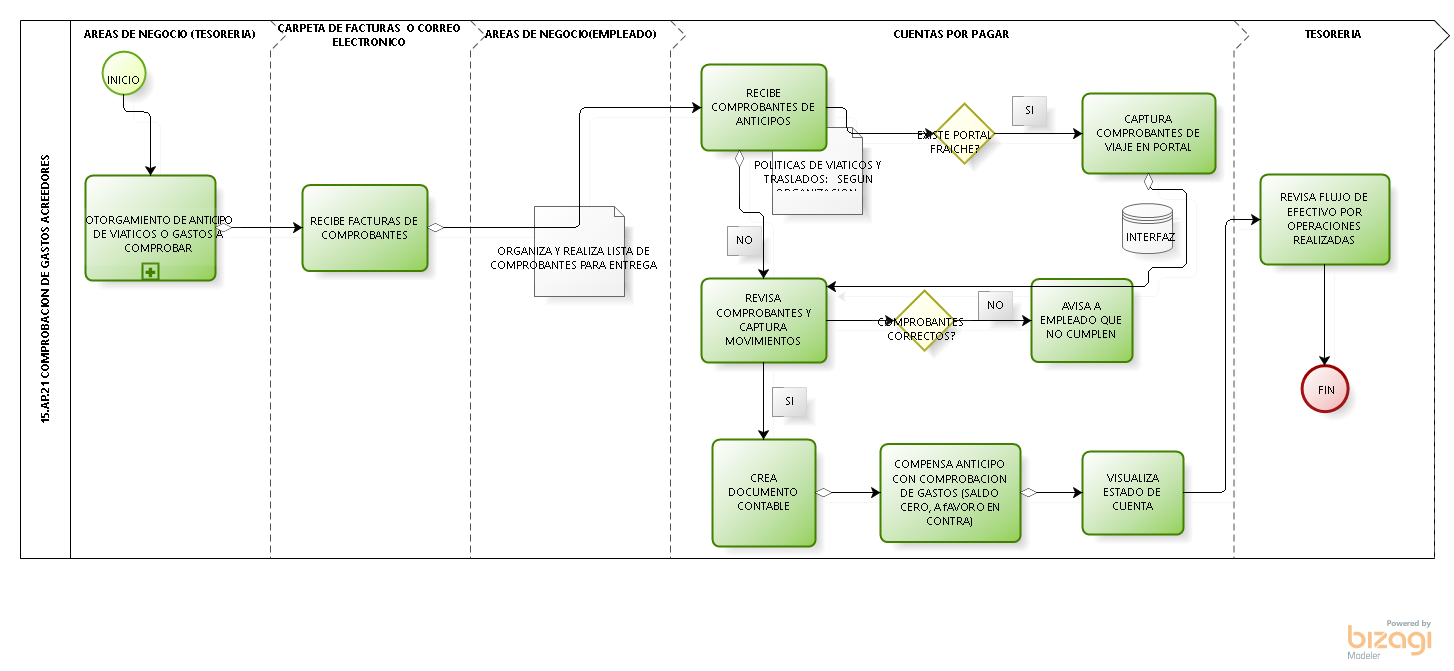 15.AP.21 COMPROBACION DE GASTOS ACREEDORES
AREAS DE NEGOCIO (TESORERIA)
CARPETA DE FACTURAS O CORREO
ELECTRONICO
AREAS DE NEGOCIO(EMPLEADO)
CUENTAS POR PAGAR
TESORERIA
INICIO
OTORGAMIENTO DE ANTICIPO
DE VIATICOS O GASTOS A
COMPROBAR
RECIBE FACTURAS DE
COMPROBANTES
ORGANIZA Y REALIZA LISTA DE
COMPROBANTES PARA ENTREGA
RECIBE
COMPROBANTES DE
ANTICIPOS
POLITICAS DE VIATICOS Y
TRASLADOS: SEGUN
ORGANIZACION
EXISTE PORTAL
FRAICHE?
SI
CAPTURA
COMPROBANTES DE
VIAJE EN PORTAL
INTERFAZ
NO
REVISA
COMPROBANTES Y
CAPTURA
MOVIMIENTOS
COMPROBANTES
CORRECTOS?
NO
AVISA A
EMPLEADO QUE
NO CUMPLEN
SI
CREA
DOCUMENTO
CONTABLE
COMPENSA ANTICIPO
CON COMPROBACION
DE GASTOS (SALDO
CERO, A fAVORO EN
CONTRA)
VISUALIZA
ESTADO DE
CUENTA
REVISA FLUJO DE
EFECTIVO POR
OPERACIONES
REALIZADAS
FIN
Powered by
bizagi
Modeler